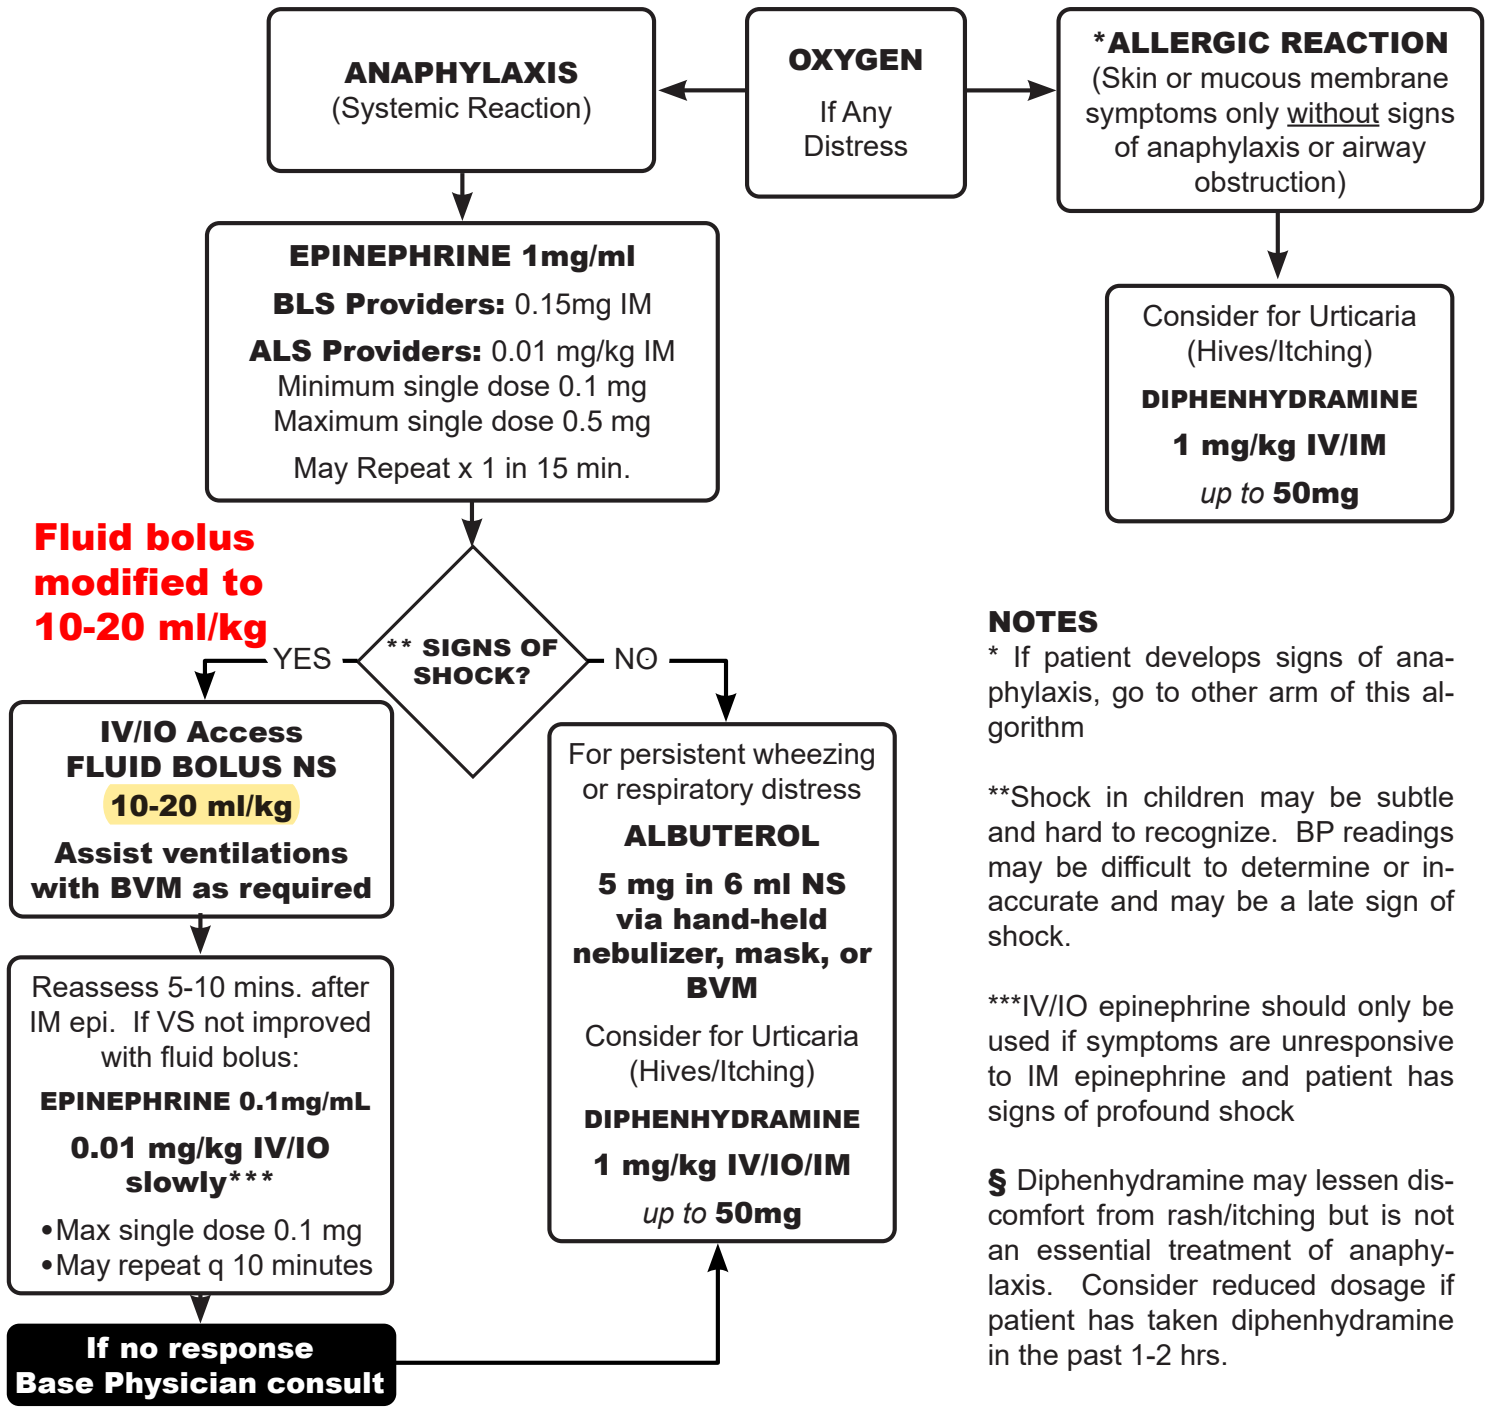 ANAPHYLAXIS
(Systemic Reaction)
OXYGEN
If Any
Distress
*ALLERGIC REACTION
(Skin or mucous membrane
symptoms only without signs
of anaphylaxis or airway
obstruction)
EPINEPHRINE 1mg/ml
BLS Providers: 0.15mg IM
ALS Providers: 0.01 mg/kg IM
Minimum single dose 0.1 mg
Maximum single dose 0.5 mg
May Repeat x 1 in 15 min.
Consider for Urticaria
(Hives/Itching)
DIPHENHYDRAMINE
1 mg/kg IV/IM
up to 50mg
Fluid bolus
modified to
10-20 ml/kg
** SIGNS OF
SHOCK?
YES
NO
IV/IO Access
FLUID BOLUS NS
10-20 ml/kg
Assist ventilations
with BVM as required
Reassess 5-10 mins. after
IM epi. If VS not improved
with fluid bolus:
EPINEPHRINE 0.1mg/mL
0.01 mg/kg IV/IO
slowly***
•Max single dose 0.1 mg
•May repeat q 10 minutes
If no response
Base Physician consult
For persistent wheezing
or respiratory distress
ALBUTEROL
5 mg in 6 ml NS
via hand-held
nebulizer, mask, or
BVM
Consider for Urticaria
(Hives/Itching)
DIPHENHYDRAMINE
1 mg/kg IV/IO/IM
up to 50mg
NOTES
* If patient develops signs of ana-
phylaxis, go to other arm of this al-
gorithm
**Shock in children may be subtle
and hard to recognize. BP readings
may be difficult to determine or in-
accurate and may be a late sign of
shock.
***IV/IO epinephrine should only be
used if symptoms are unresponsive
to IM epinephrine and patient has
signs of profound shock
§ Diphenhydramine may lessen dis-
comfort from rash/itching but is not
an essential treatment of anaphy-
laxis. Consider reduced dosage if
patient has taken diphenhydramine
in the past 1-2 hrs.